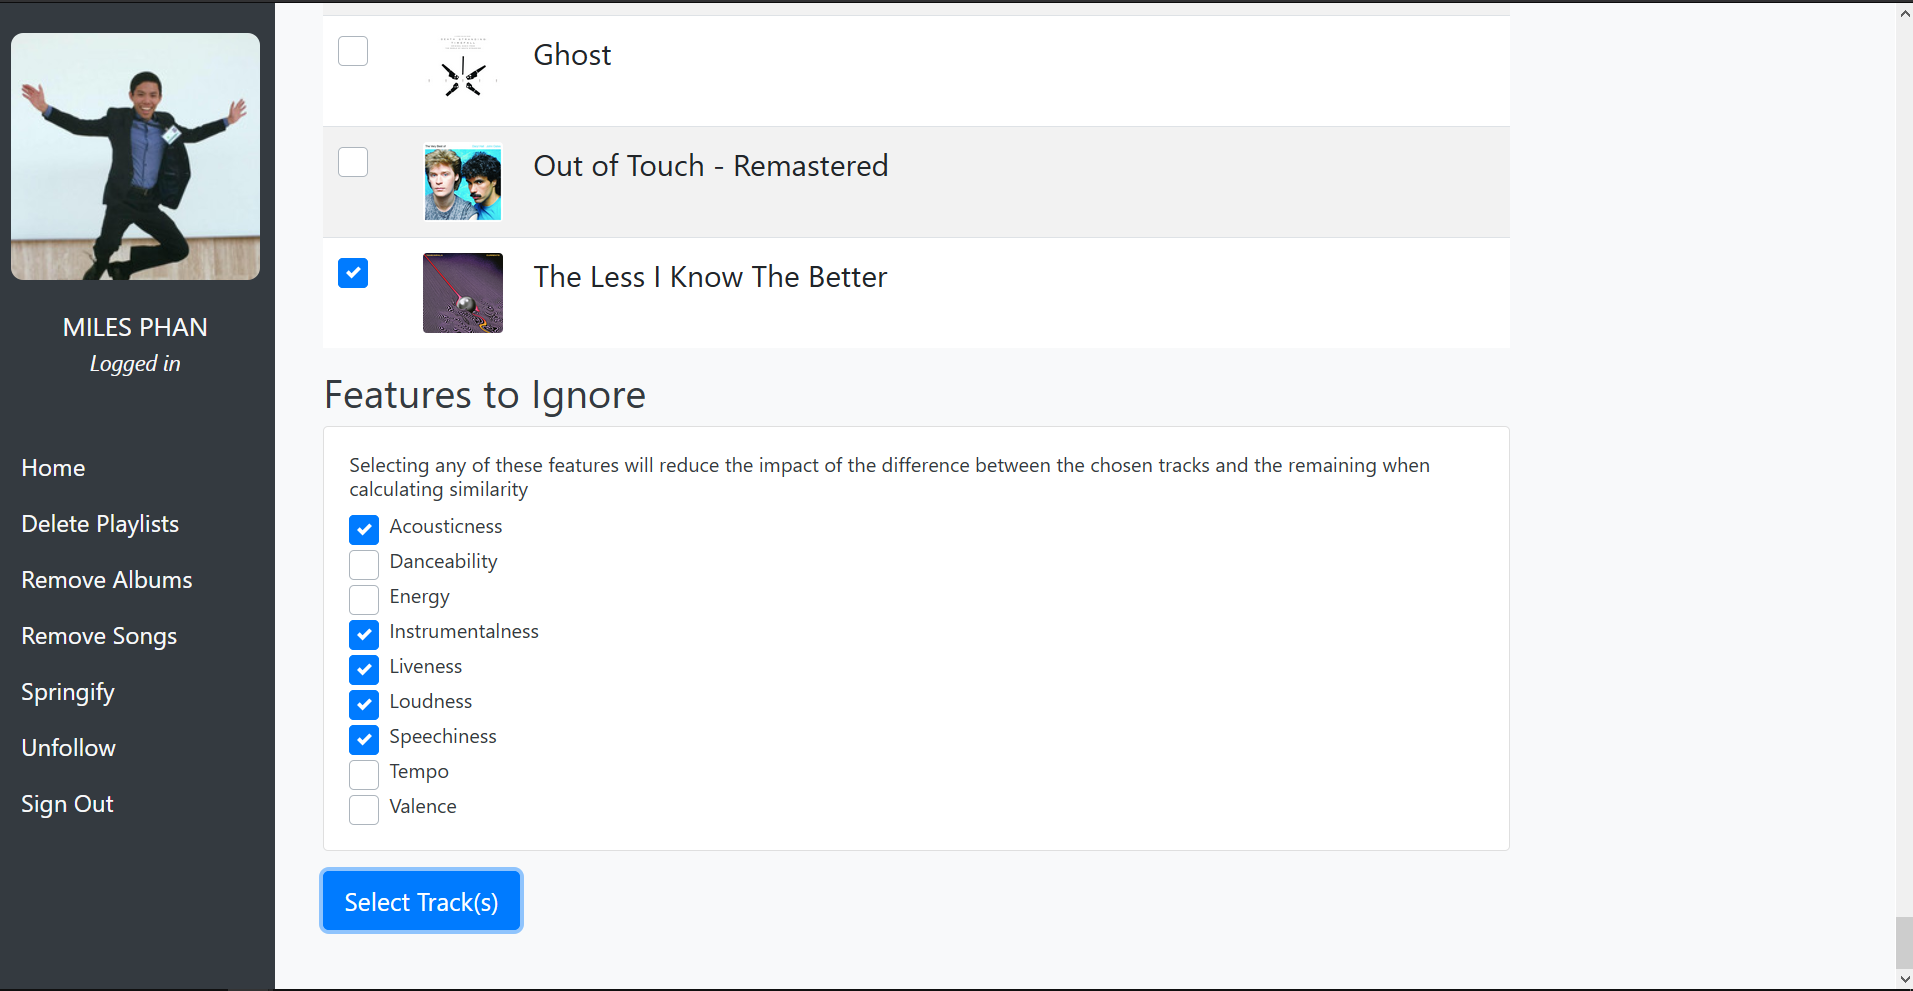 MILES PHAN
Logged in
Home
Delete Playlists
Remove Albums
Remove Songs
Springify
Unfollow
Sign Out
Ghost
Out of Touch - Remastered
The Less I Know The Better
Features to Ignore
Selecting any of these features will reduce the impact of the difference between the chosen tracks and the remaining when
calculating similarity
Acousticness
Danceability
Energy
Instrumentalness
Liveness
Loudness
Speechiness
Tempo
Valence
Select Track(s)